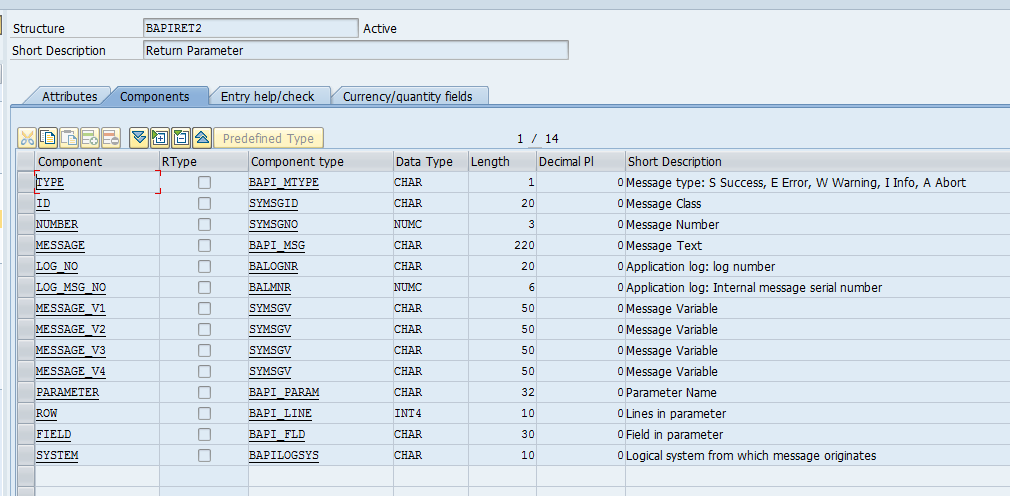 Structure BAPIRET2 Active
Short Description Return Parameter
Attributes Components Entry help/check Currency/quantity fields
Predefined Type 1 / 14
Component RType Component type Data Type Length Decimal Pl Short Description
TYPE BAPI_MTYPE CHAR 1 0 Message type: S Success, E Error, W Warning, I Info, A Abort
ID SYMSGID CHAR 20 0 Message Class
NUMBER SYMSGNO NUMC 3 0 Message Number
MESSAGE BAPI_MSG CHAR 220 0 Message Text
LOG_NO BALOGNR CHAR 20 0 Application log: log number
LOG_MSG_NO BALMNR NUMC 6 0 Application log: Internal message serial number
MESSAGE_V1 SYMSGV CHAR 50 0 Message Variable
MESSAGE_V2 SYMSGV CHAR 50 0 Message Variable
MESSAGE_V3 SYMSGV CHAR 50 0 Message Variable
MESSAGE_V4 SYMSGV CHAR 50 0 Message Variable
PARAMETER BAPI_PARAM CHAR 32 0 Parameter Name
ROW BAPI_LINE INT4 10 0 Lines in parameter
FIELD BAPI_FLD CHAR 30 0 Field in parameter
SYSTEM BAPILOGSYS CHAR 10 0 Logical system from which message originates